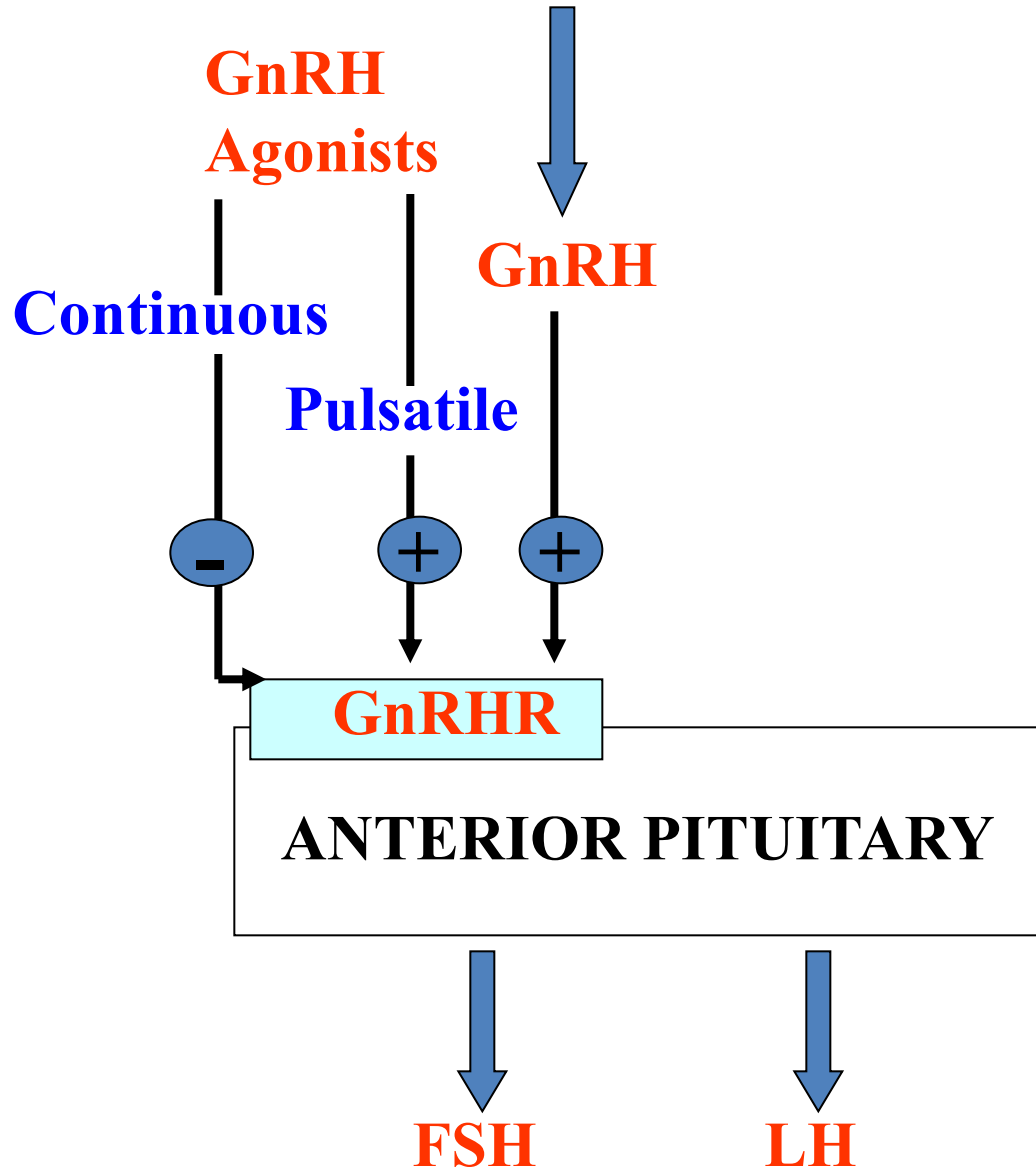 GnRH
Agonists
GnRH
Continuous
Pulsatile
-
+
+
GnRHR
ANTERIOR PITUITARY
FSH
LH